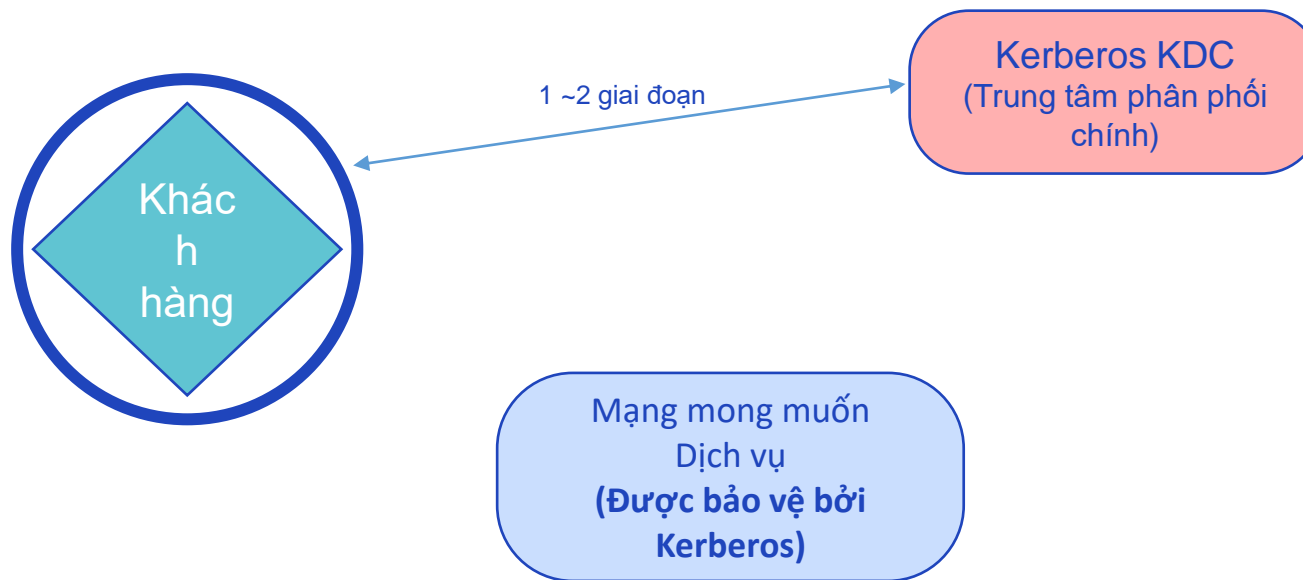 Kerberos KDC
(Trung tâm phân phối
chính)
1 ~2 giai đoạn
Khác
h
hàng
Mạng mong muốn
Dịch vụ
(Được bảo vệ bởi
Kerberos)